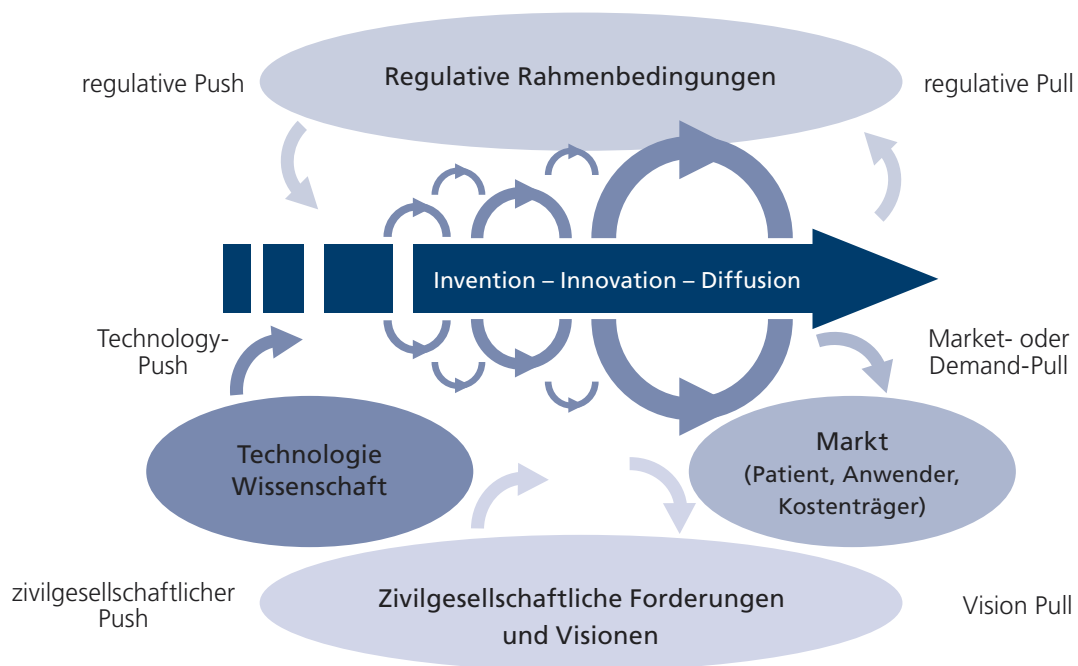 Regulative Rahmenbedingungen
regulative Push
regulative Pull
Invention – Innovation – Diffusion
Technology-
Push
Market- oder
Demand-Pull
Technologie
Wissenschaft
Markt
(Patient, Anwender,
Kostenträger)
zivilgesellschaftlicher
Push
Zivilgesellschaftliche Forderungen
und Visionen
Vision Pull